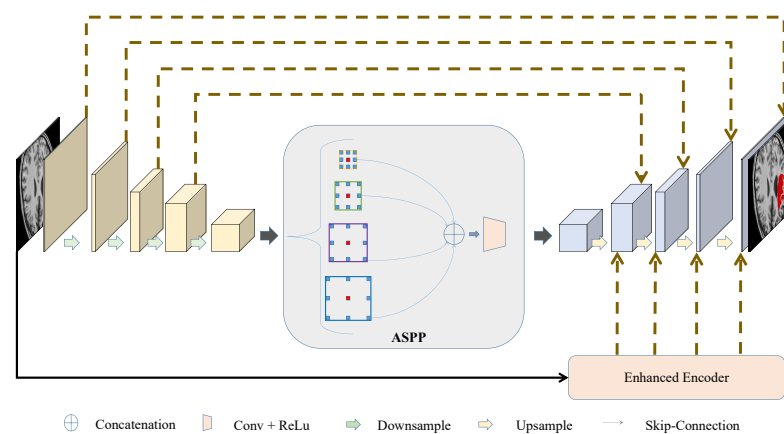 ASPP
Enhanced Encoder
Concatenation Conv + ReLu Downsample Upsample Skip-Connection